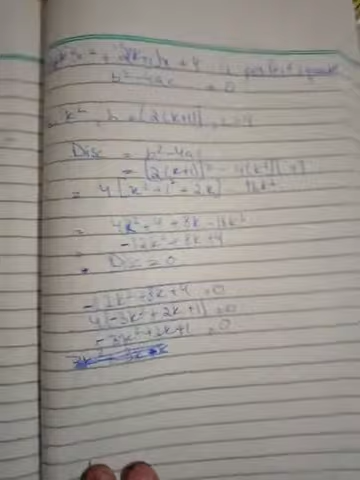 k²x² + 2(k+1)x + 4 is perfect square
b² - 4ac = 0
k², b = [2(k+1)], c = 4
Disc = b² - 4ac
= [2(k+1)]² - 4(k²)(4)
= 4[k² + 1² + 2k] - 16k²
= 4k² + 4 + 8k - 16k²
= -12k² + 8k + 4
Disc = 0
-12k² + 8k + 4 = 0
4[-3k² + 2k + 1] = 0
-3k² + 2k + 1 = 0